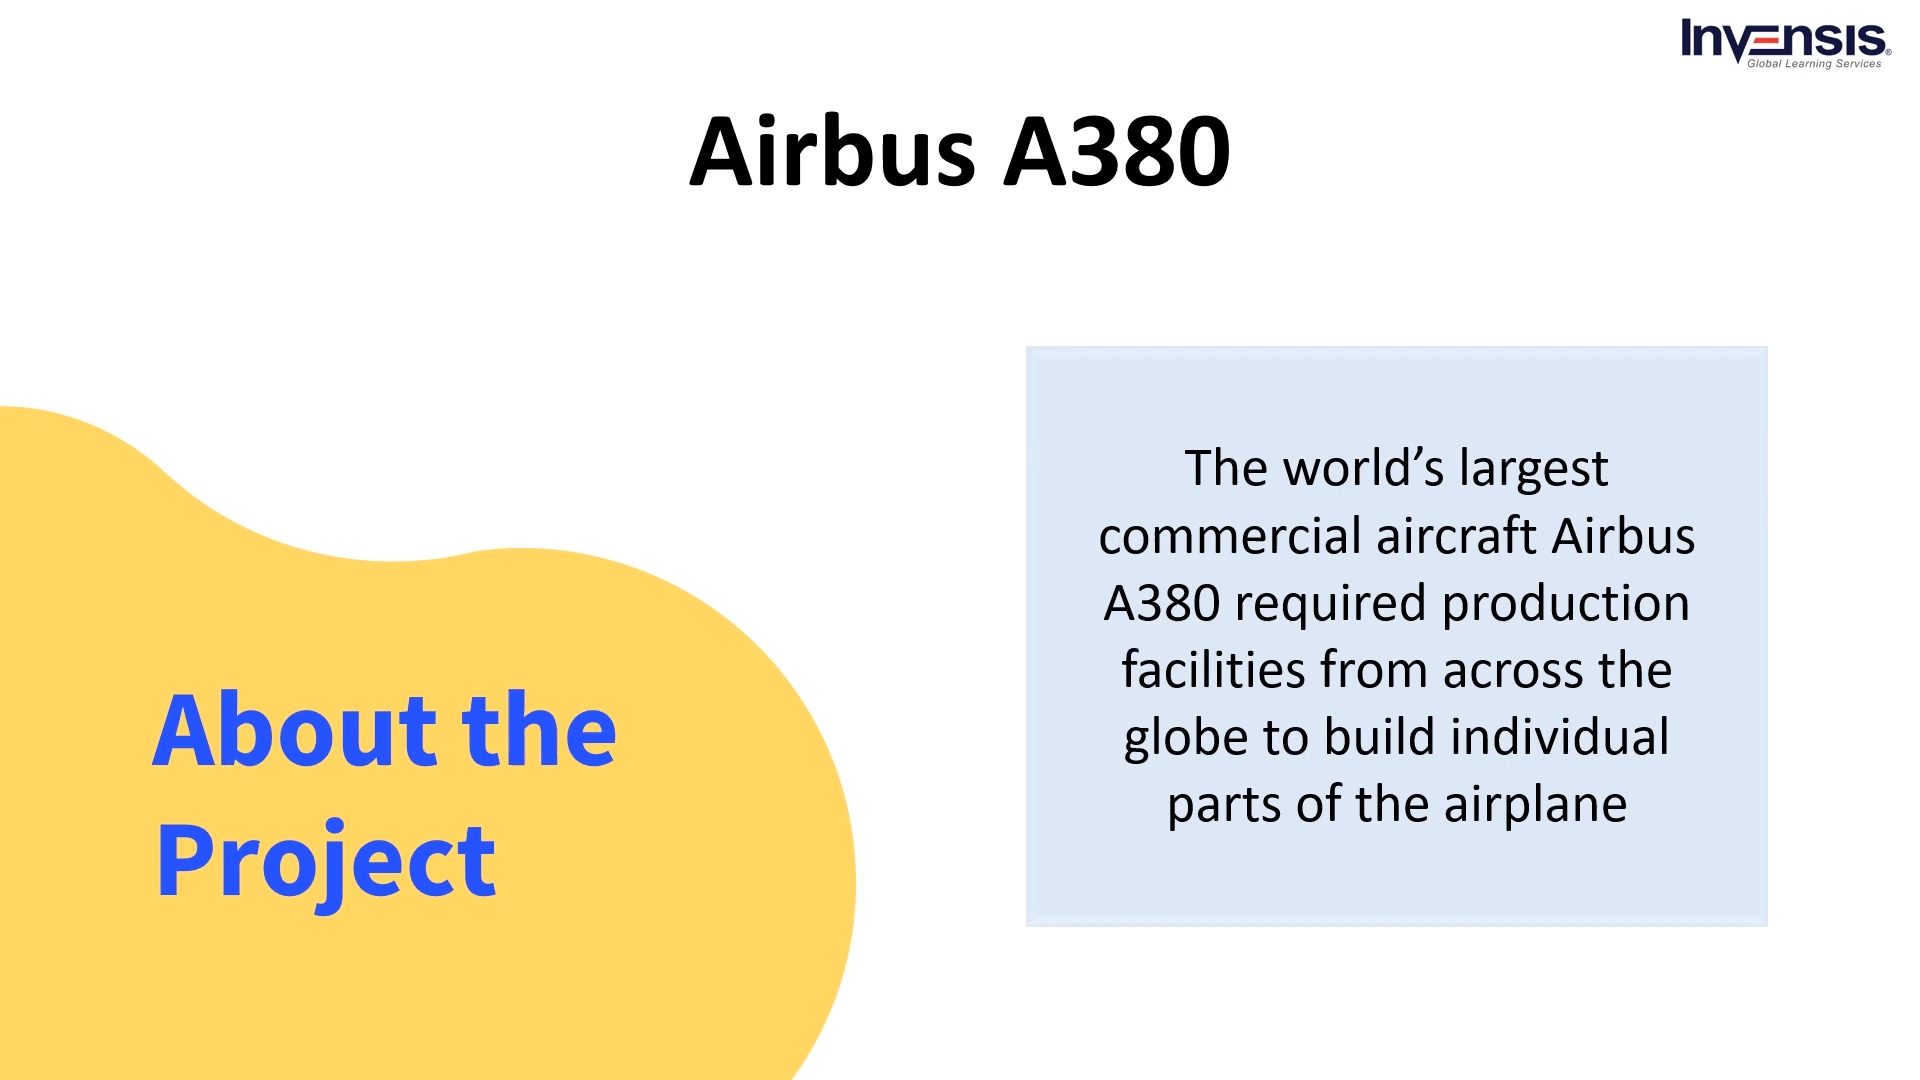 Invensis®
Global Learning Services
Airbus A380
About the
Project
The world’s largest
commercial aircraft Airbus
A380 required production
facilities from across the
globe to build individual
parts of the airplane